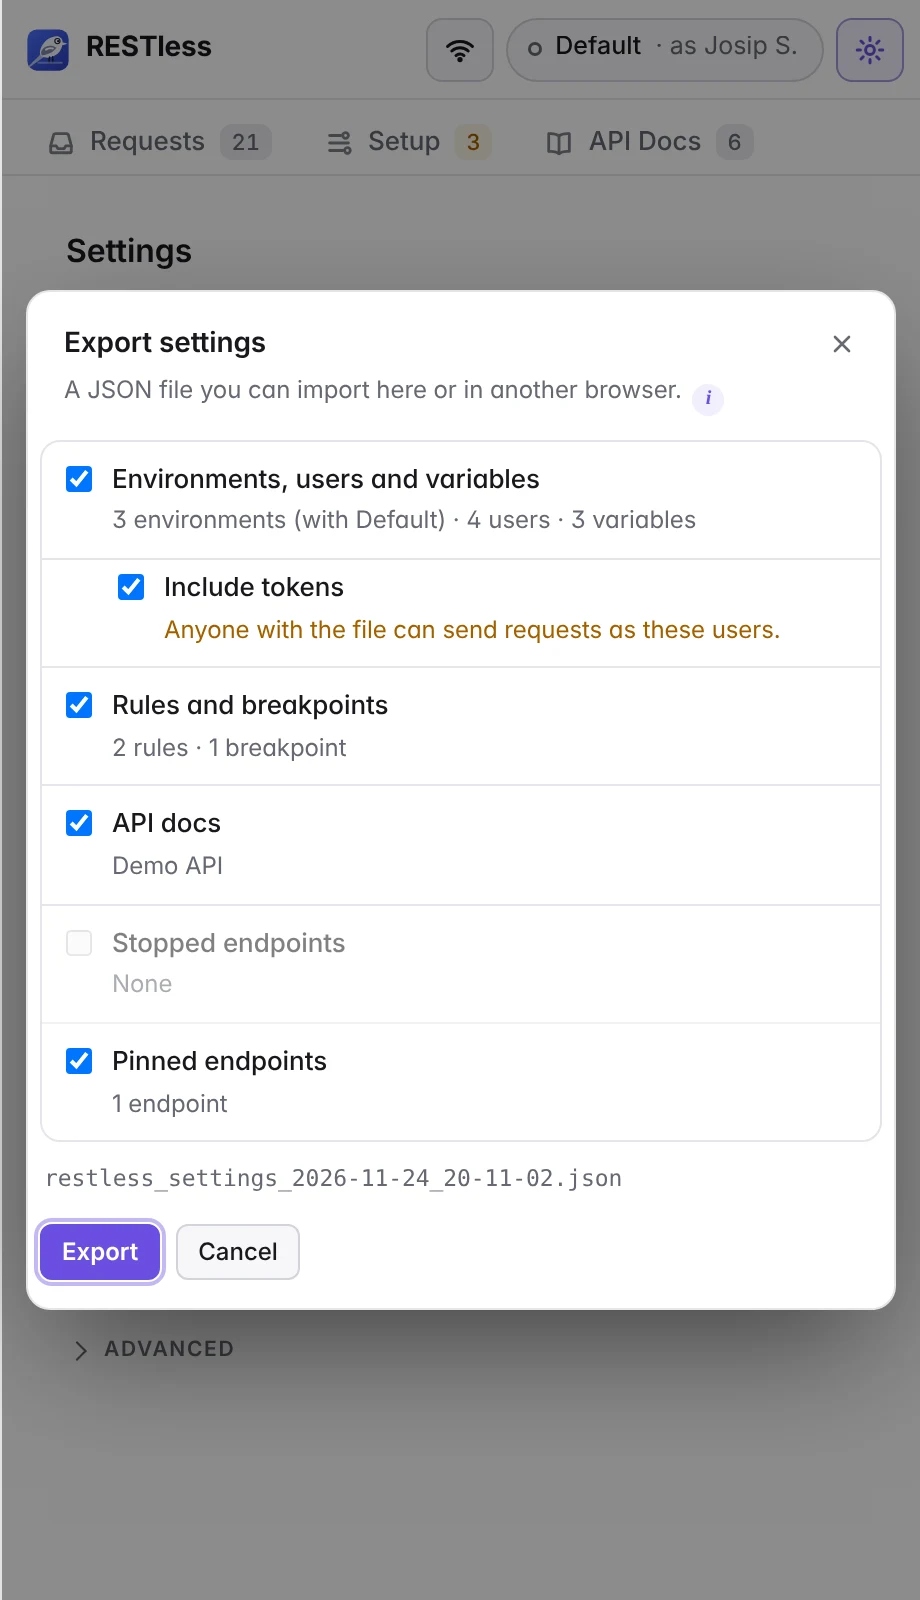 RESTless
Default · as Josip S.
Requests 21
Setup 3
API Docs 6
Settings
Export settings
A JSON file you can import here or in another browser. i
Environments, users and variables
3 environments (with Default) · 4 users · 3 variables
Include tokens
Anyone with the file can send requests as these users.
Rules and breakpoints
2 rules · 1 breakpoint
API docs
Demo API
Stopped endpoints
None
Pinned endpoints
1 endpoint
restless_settings_2026-11-24_20-11-02.json
Export
Cancel
ADVANCED